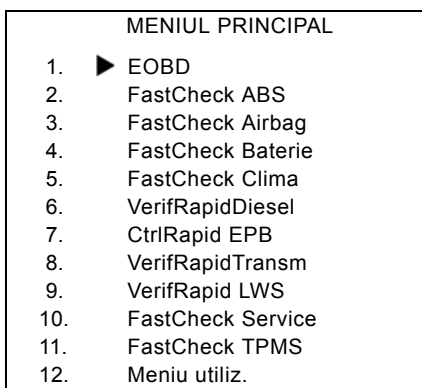 MENIUL PRINCIPAL
1. ▶ EOBD
2. FastCheck ABS
3. FastCheck Airbag
4. FastCheck Baterie
5. FastCheck Clima
6. VerifRapidDiesel
7. CtrlRapid EPB
8. VerifRapidTransm
9. VerifRapid LWS
10. FastCheck Service
11. FastCheck TPMS
12. Meniu utiliz.